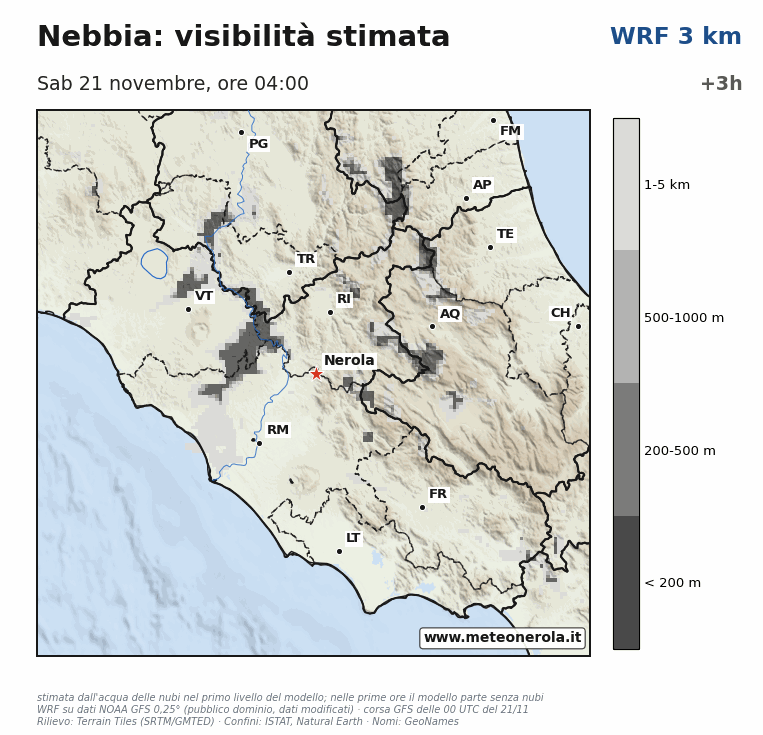 Nebbia: visibilità stimata
WRF 3 km
Sab 21 novembre, ore 04:00
+3h
FM
PG
AP
TE
TR
VT
RI
AQ
CH
Nerola
RM
FR
LT
www.meteonerola.it
1-5 km
500-1000 m
200-500 m
< 200 m
stimata dall'acqua delle nubi nel primo livello del modello; nelle prime ore il modello parte senza nubi
WRF su dati NOAA GFS 0,25° (pubblico dominio, dati modificati) · corsa GFS delle 00 UTC del 21/11
Rilievo: Terrain Tiles (SRTM/GMTED) · Confini: ISTAT, Natural Earth · Nomi: GeoNames